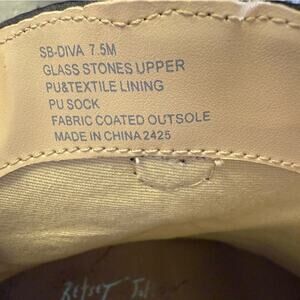 SB-DIVA 7.5M
GLASS STONES UPPER
PU&TEXTILE LINING
PU SOCK
FABRIC COATED OUTSOLE
MADE IN CHINA 2425
Betsey